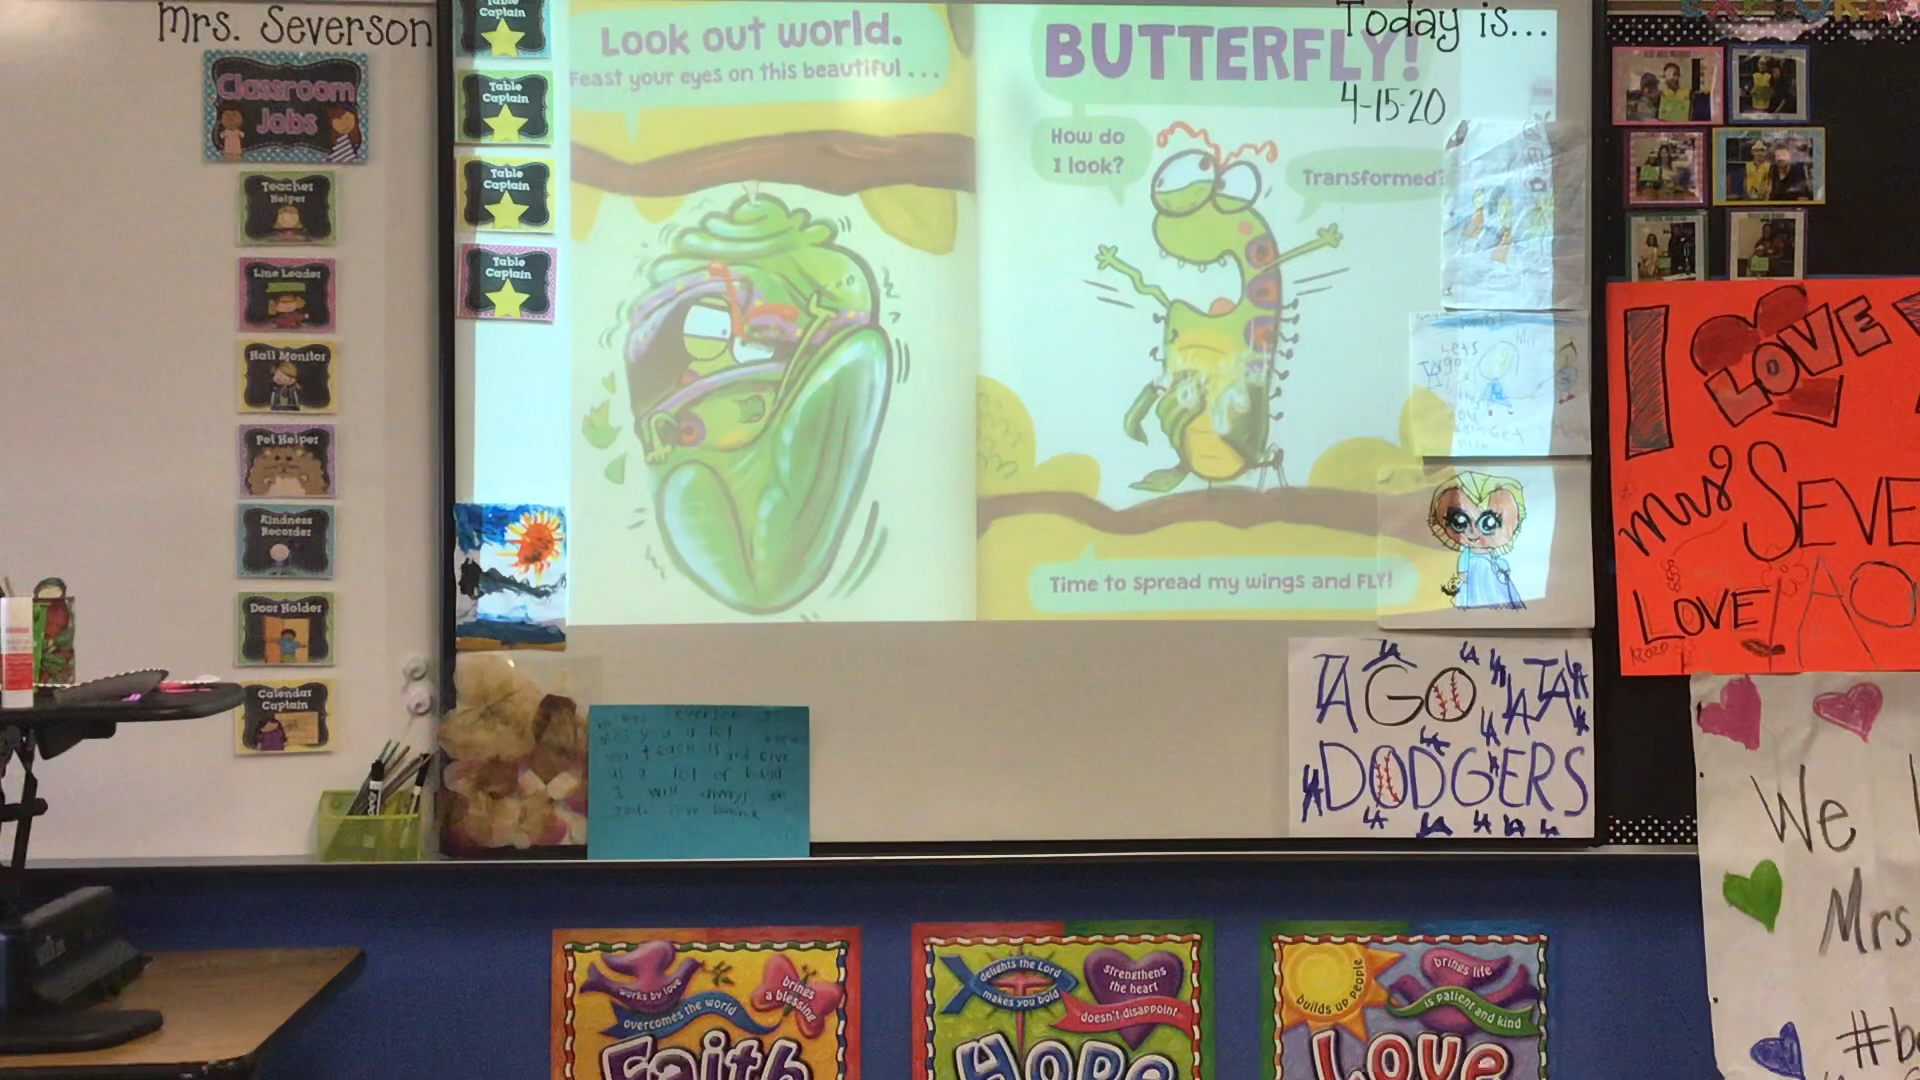 Mrs. Severson
Classroom
Jobs
Teacher
Helper
Line Leader
Hall Monitor
Pet Helper
Kindness
Recorder
Door Holder
Calendar
Captain
Table
Captain
Table
Captain
Table
Captain
Table
Captain
Look out world.
Feast your eyes on this beautiful ...
BUTTERFLY!
How do
I look?
Transformed?
Time to spread my wings and FLY!
Today is...
4-15-20
Lets
go
GO
DODGERS
LA
I LOVE
Mrs SEVE
LOVE
2020
We
Mrs
works by love
overcomes the world
brings
a blessing
Faith
delights the Lord
makes you bold
strengthens
the heart
doesn't disappoint
Hope
builds up people
brings life
is patient and kind
Love